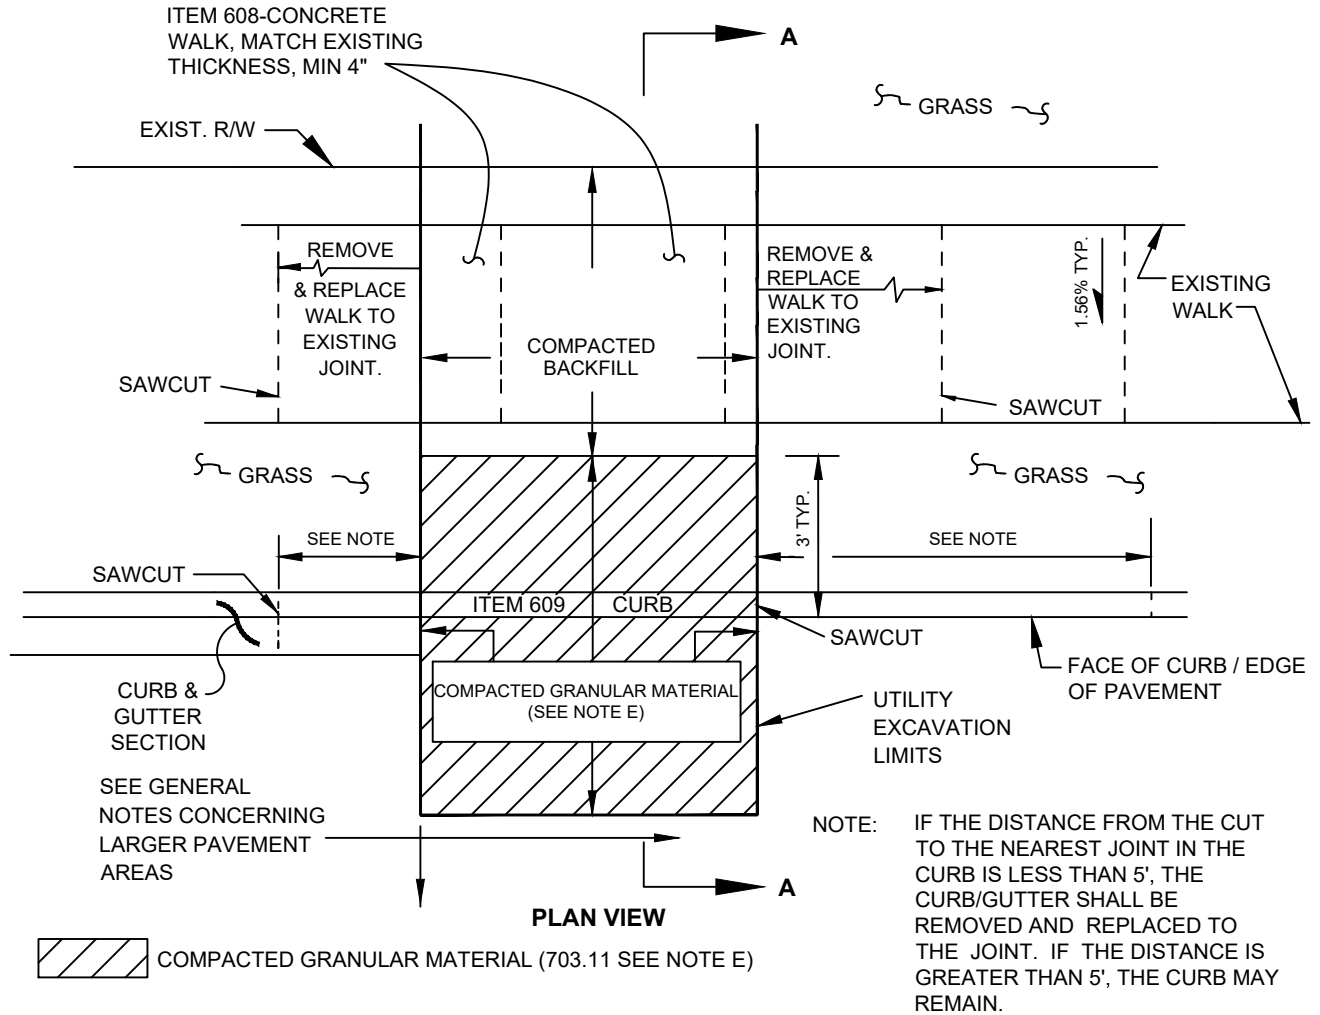 ITEM 608-CONCRETE
WALK, MATCH EXISTING
THICKNESS, MIN 4"
A
GRASS
EXIST. R/W
REMOVE
& REPLACE
WALK TO
EXISTING
JOINT.
REMOVE &
REPLACE
WALK TO
EXISTING
JOINT.
1.56% TYP.
EXISTING
WALK
COMPACTED
BACKFILL
SAWCUT
SAWCUT
GRASS
GRASS
SEE NOTE
3' TYP.
SEE NOTE
SAWCUT
ITEM 609 CURB
SAWCUT
FACE OF CURB / EDGE
OF PAVEMENT
COMPACTED GRANULAR MATERIAL
(SEE NOTE E)
CURB &
GUTTER
SECTION
UTILITY
EXCAVATION
LIMITS
SEE GENERAL
NOTES CONCERNING
LARGER PAVEMENT
AREAS
A
PLAN VIEW
NOTE: IF THE DISTANCE FROM THE CUT
TO THE NEAREST JOINT IN THE
CURB IS LESS THAN 5', THE
CURB/GUTTER SHALL BE
REMOVED AND REPLACED TO
THE JOINT. IF THE DISTANCE IS
GREATER THAN 5', THE CURB MAY
REMAIN.
COMPACTED GRANULAR MATERIAL (703.11 SEE NOTE E)